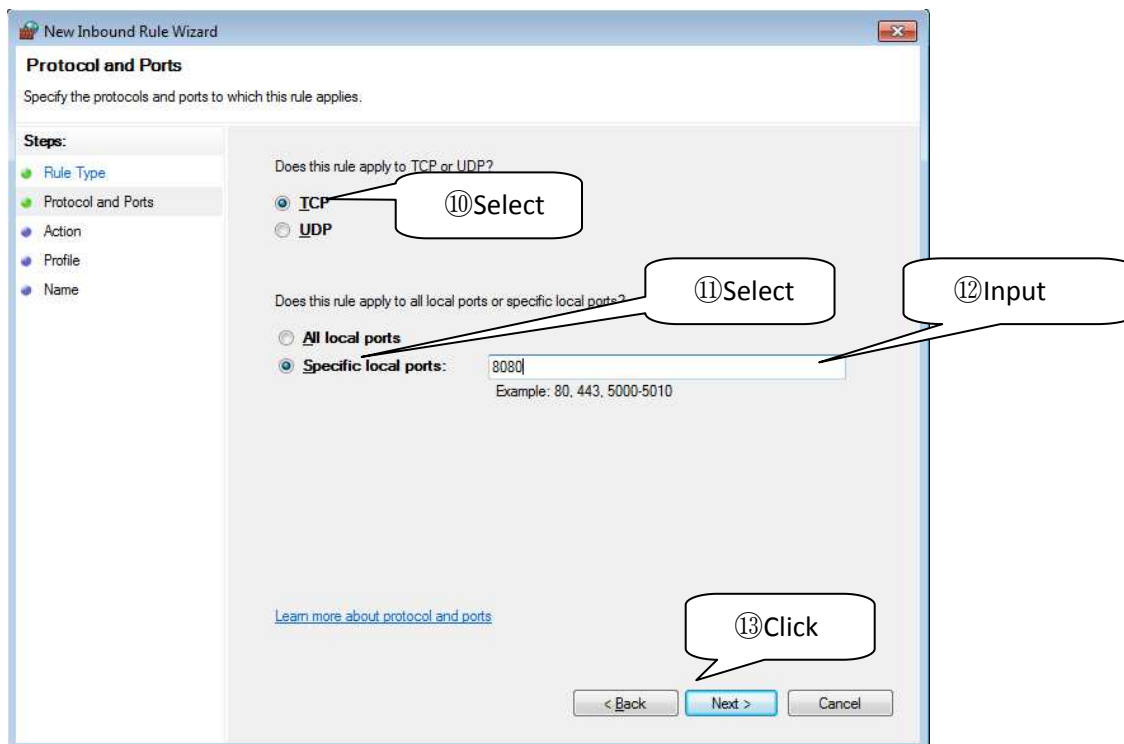 New Inbound Rule Wizard
Protocol and Ports
Specify the protocols and ports to which this rule applies.
Steps:
Rule Type
Protocol and Ports
Action
Profile
Name
Does this rule apply to TCP or UDP?
TCP
⑩Select
UDP
Does this rule apply to all local ports or specific local ports?
⑪Select
⑫Input
All local ports
Specific local ports: 8080
Example: 80, 443, 5000-5010
Learn more about protocol and ports
⑬Click
< Back Next > Cancel